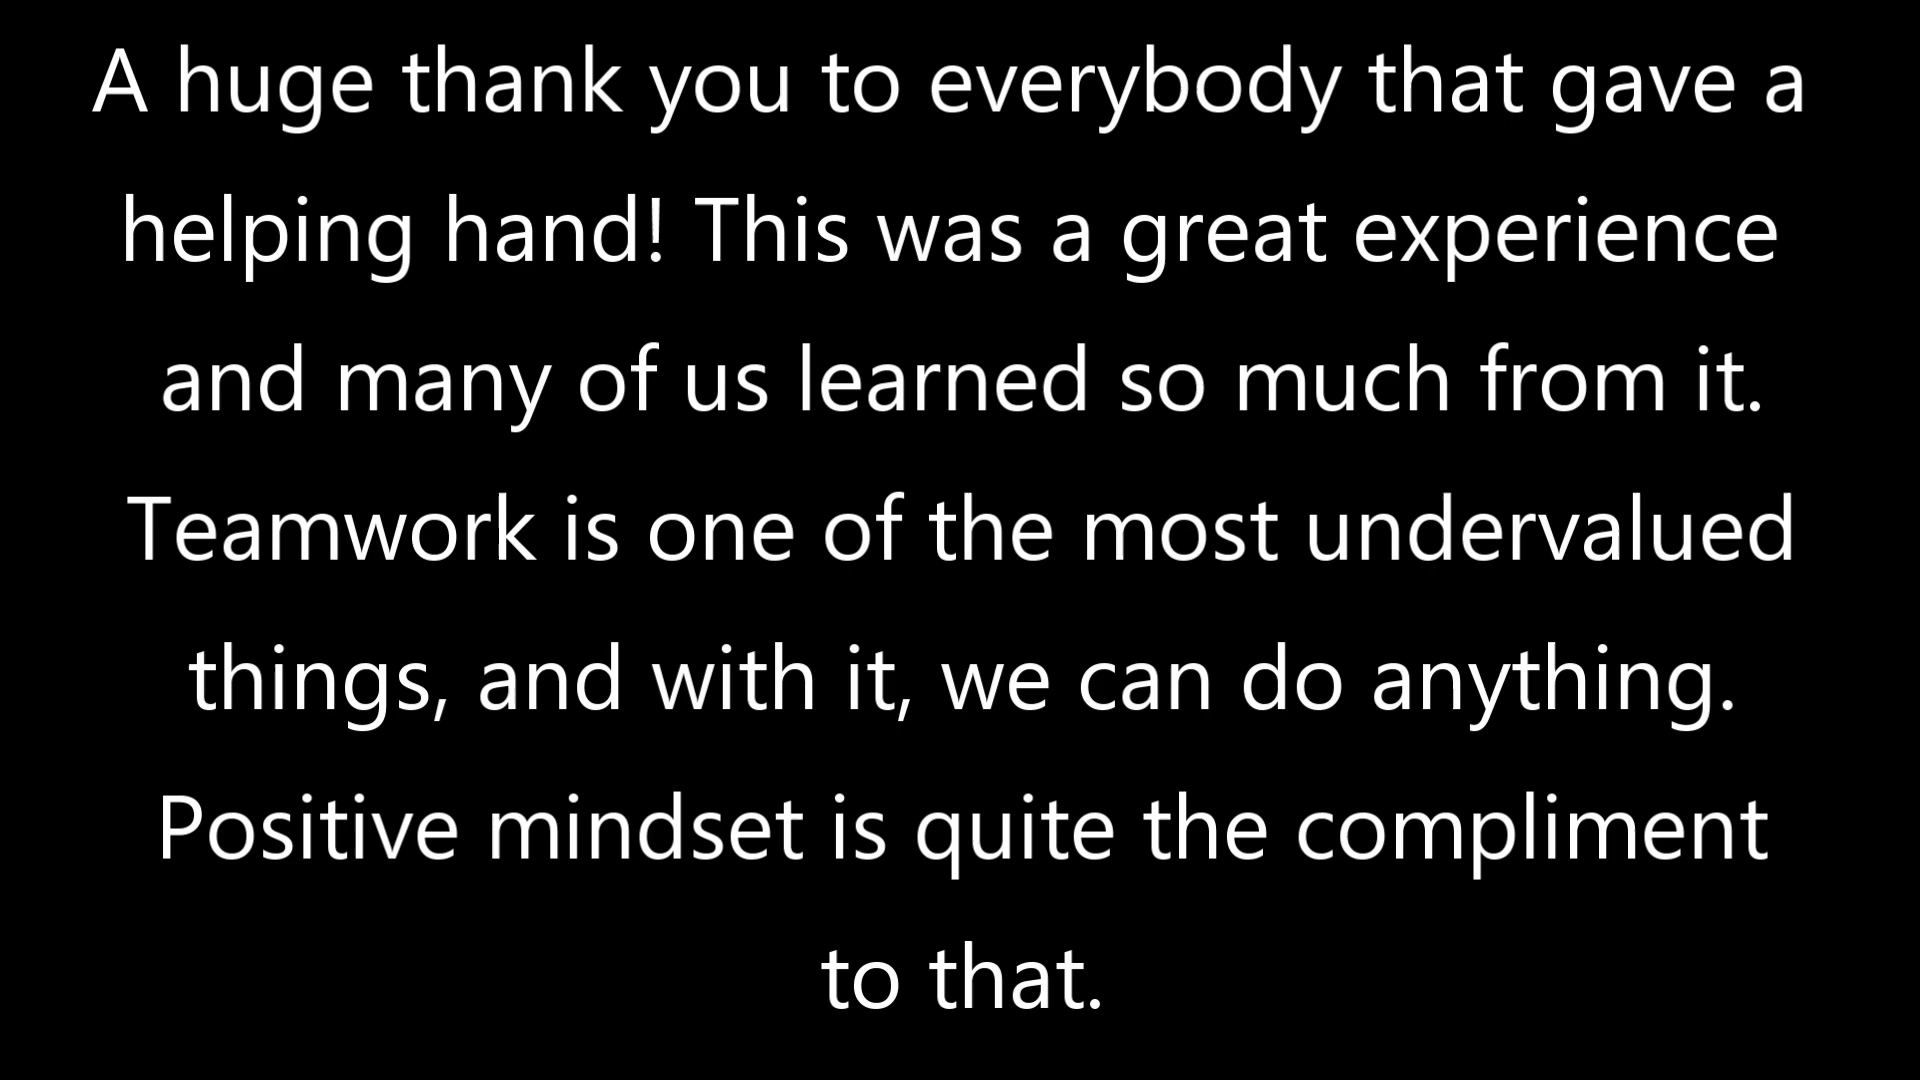 A huge thank you to everybody that gave a
helping hand! This was a great experience
and many of us learned so much from it.
Teamwork is one of the most undervalued
things, and with it, we can do anything.
Positive mindset is quite the compliment
to that.